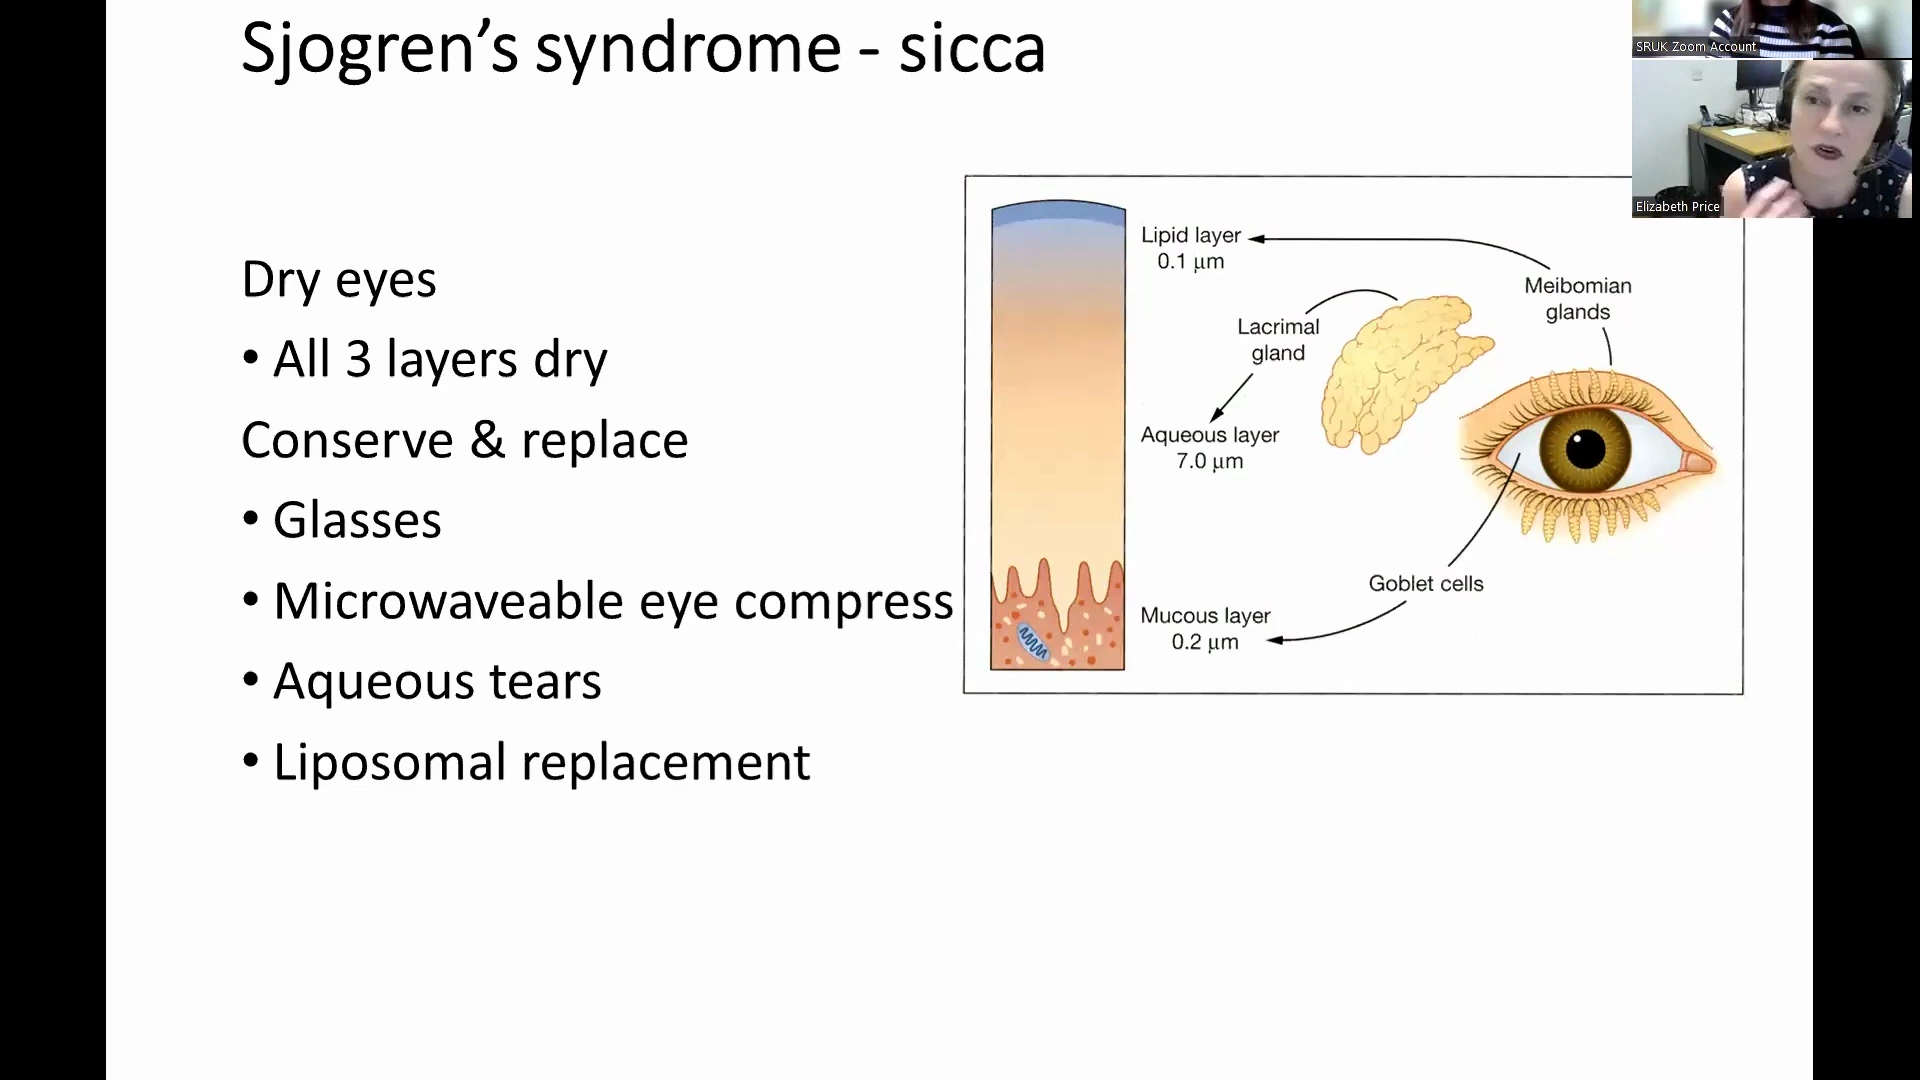 Sjogren’s syndrome - sicca
SRUK Zoom Account
Elizabeth Price
Dry eyes
• All 3 layers dry
Conserve & replace
• Glasses
• Microwaveable eye compress
• Aqueous tears
• Liposomal replacement
Lipid layer
0.1 µm
Meibomian
glands
Lacrimal
gland
Aqueous layer
7.0 µm
Goblet cells
Mucous layer
0.2 µm